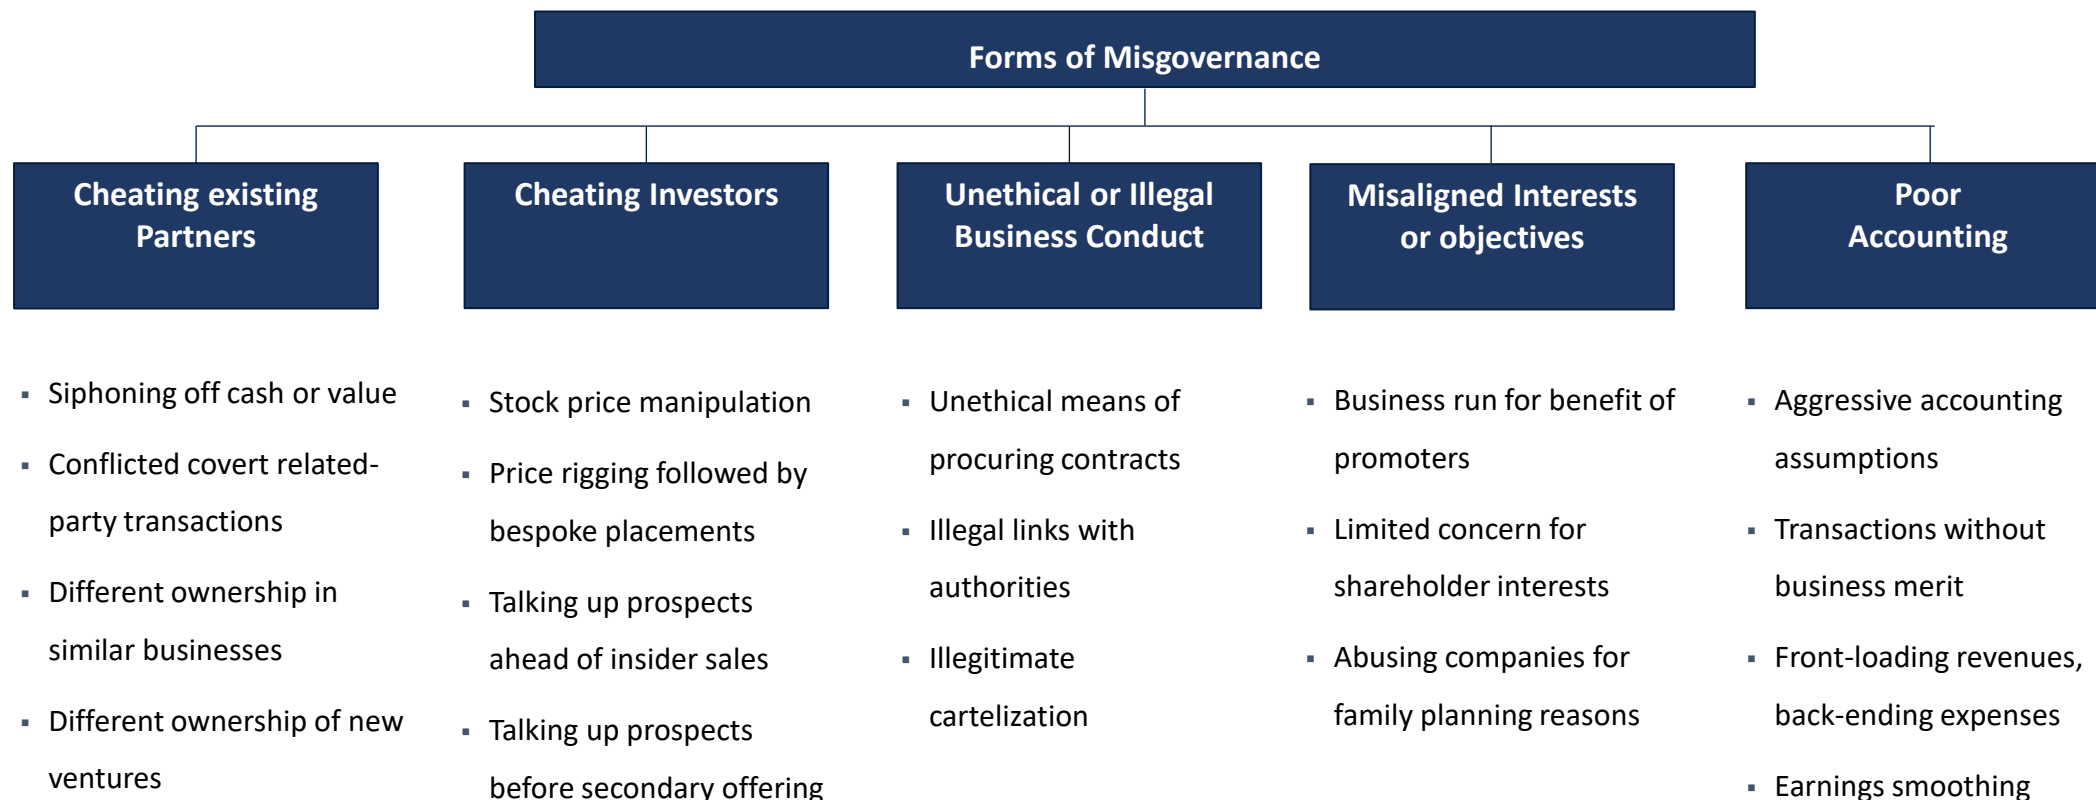 Forms of Misgovernance
Cheating existing
Partners
Cheating Investors
Unethical or Illegal
Business Conduct
Misaligned Interests
or objectives
Poor
Accounting
▪ Siphoning off cash or value
▪ Conflicted covert related-
party transactions
▪ Different ownership in
similar businesses
▪ Different ownership of new
ventures
▪ Stock price manipulation
▪ Price rigging followed by
bespoke placements
▪ Talking up prospects
ahead of insider sales
▪ Talking up prospects
before secondary offering
▪ Unethical means of
procuring contracts
▪ Illegal links with
authorities
▪ Illegitimate
cartelization
▪ Business run for benefit of
promoters
▪ Limited concern for
shareholder interests
▪ Abusing companies for
family planning reasons
▪ Aggressive accounting
assumptions
▪ Transactions without
business merit
▪ Front-loading revenues,
back-ending expenses
▪ Earnings smoothing